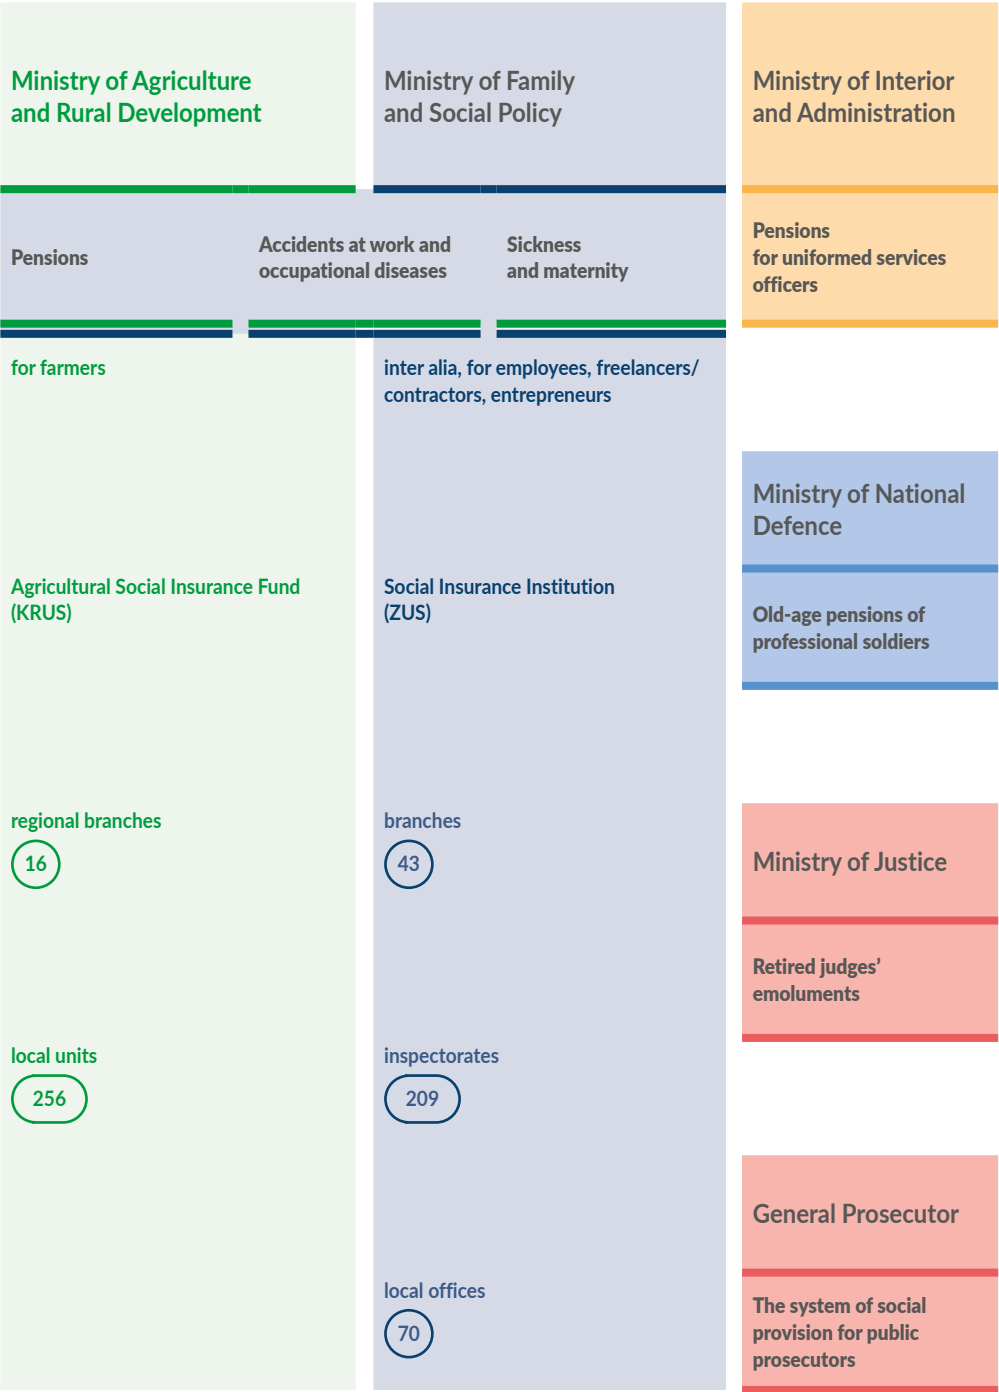 Ministry of Agriculture
and Rural Development
Ministry of Family
and Social Policy
Ministry of Interior
and Administration
Pensions
Accidents at work and
occupational diseases
Sickness
and maternity
Pensions
for uniformed services
officers
for farmers
inter alia, for employees, freelancers/
contractors, entrepreneurs
Ministry of National
Defence
Agricultural Social Insurance Fund
(KRUS)
Social Insurance Institution
(ZUS)
Old-age pensions of
professional soldiers
regional branches
16
branches
43
Ministry of Justice
Retired judges’
emoluments
local units
256
inspectorates
209
General Prosecutor
local offices
70
The system of social
provision for public
prosecutors